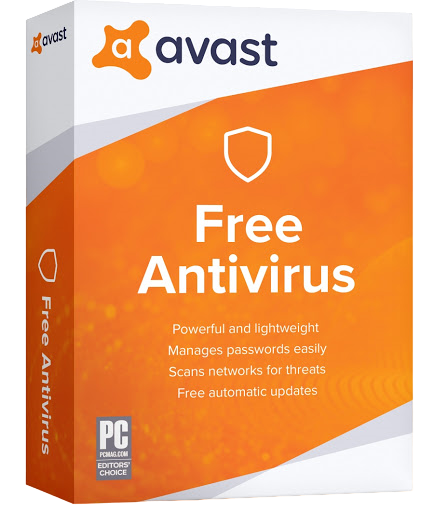 avast
avast
Free
Antivirus
Powerful and lightweight
Manages passwords easily
Scans networks for threats
Free automatic updates
Free Antivirus
PC
PCMAG.COM
EDITORS'
CHOICE